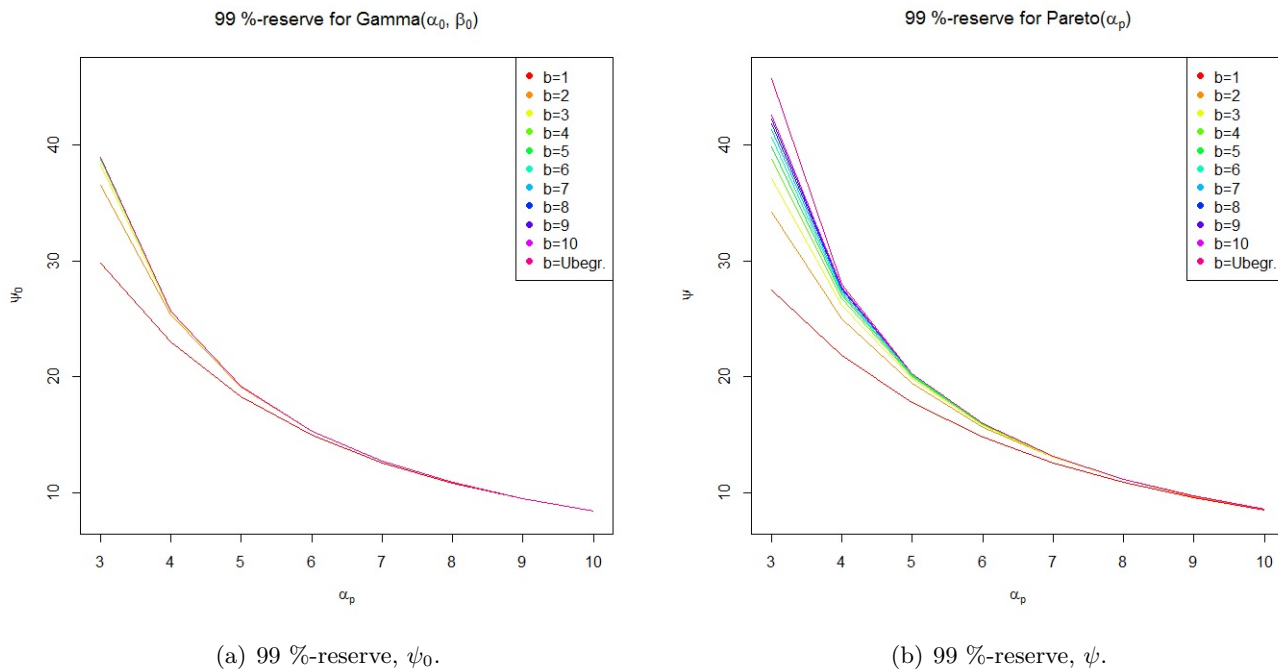 99 %-reserve for Gamma(α₀, β₀)
ψ₀
40
30
20
10
3 4 5 6 7 8 9 10
αₚ
b=1
b=2
b=3
b=4
b=5
b=6
b=7
b=8
b=9
b=10
b=Ubegr.
(a) 99 %-reserve, ψ₀.
99 %-reserve for Pareto(αₚ)
ψ
40
30
20
10
3 4 5 6 7 8 9 10
αₚ
b=1
b=2
b=3
b=4
b=5
b=6
b=7
b=8
b=9
b=10
b=Ubegr.
(b) 99 %-reserve, ψ.